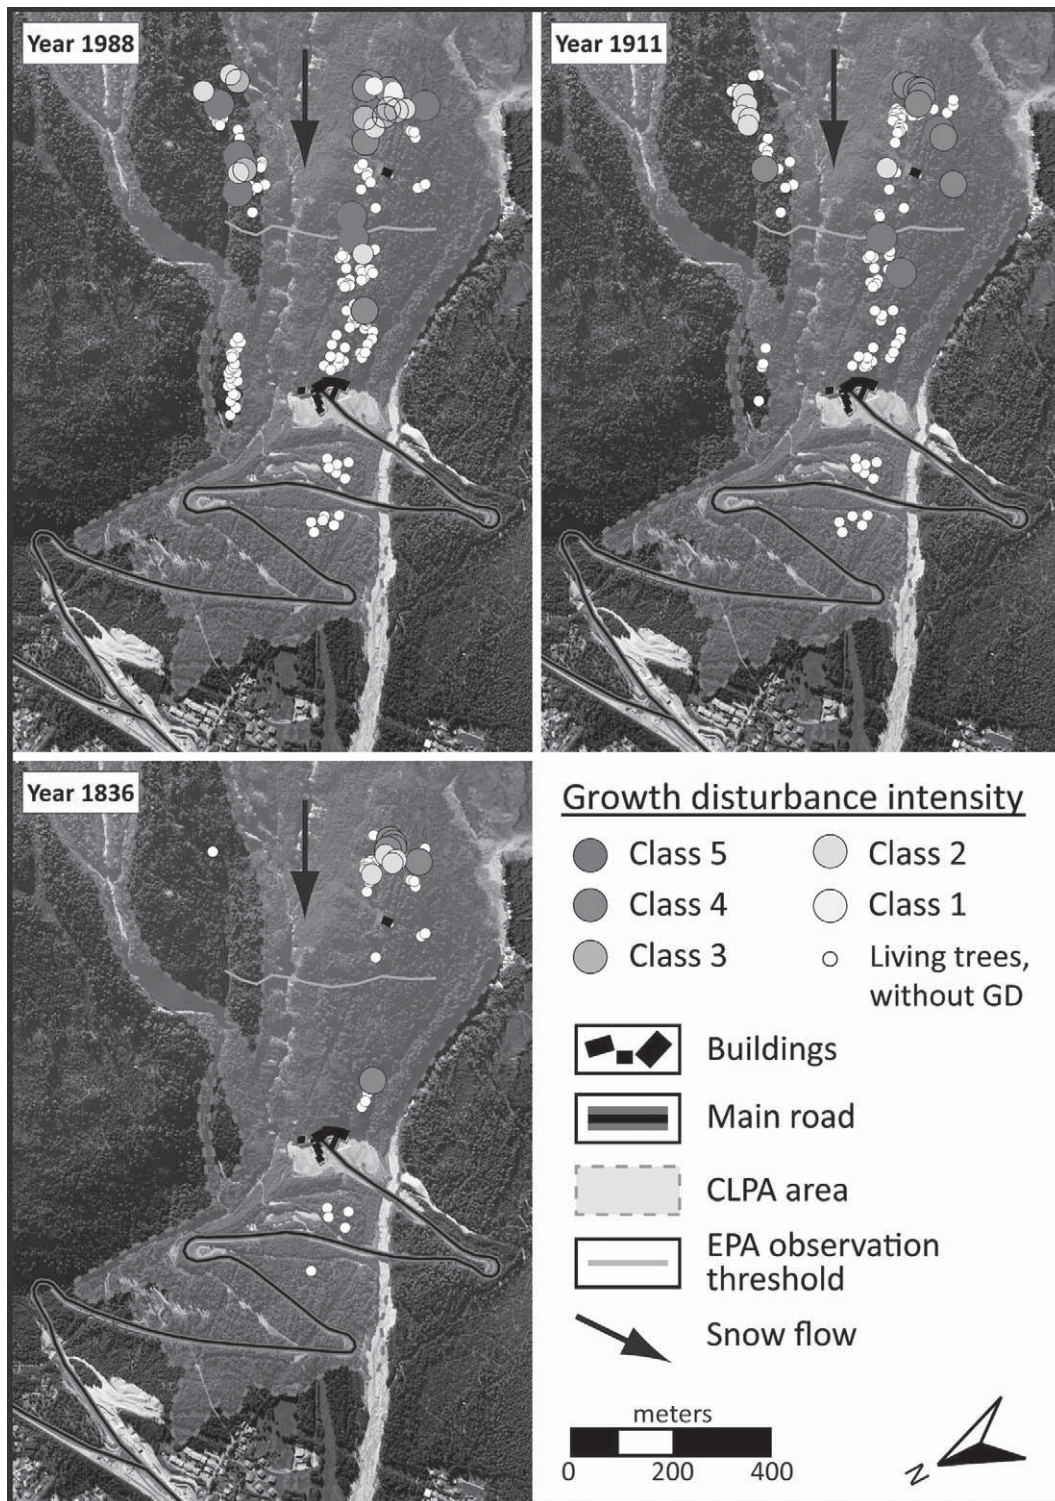 Year 1988
Year 1911
Year 1836
Growth disturbance intensity
Class 5
Class 2
Class 4
Class 1
Class 3
Living trees,
without GD
Buildings
Main road
CLPA area
EPA observation
threshold
Snow flow
meters
0 200 400
N